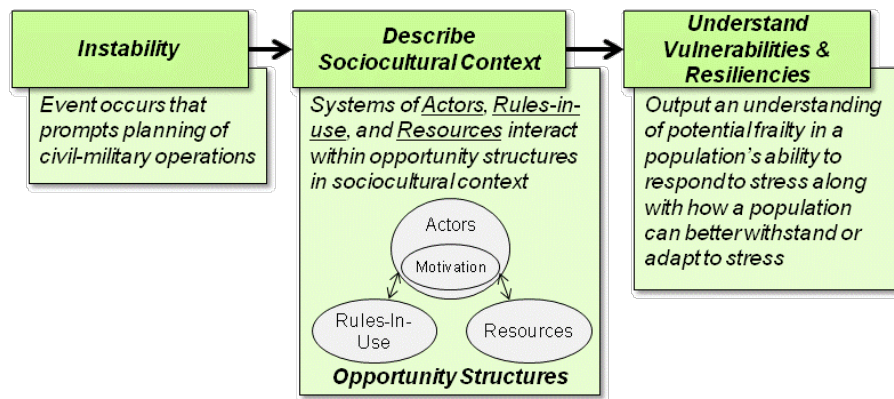 Instability
Event occurs that
prompts planning of
civil-military operations
Describe
Sociocultural Context
Systems of Actors, Rules-in-
use, and Resources interact
within opportunity structures
in sociocultural context
Actors
Motivation
Rules-In-
Use
Resources
Opportunity Structures
Understand
Vulnerabilities &
Resiliencies
Output an understanding
of potential frailty in a
population's ability to
respond to stress along
with how a population
can better withstand or
adapt to stress